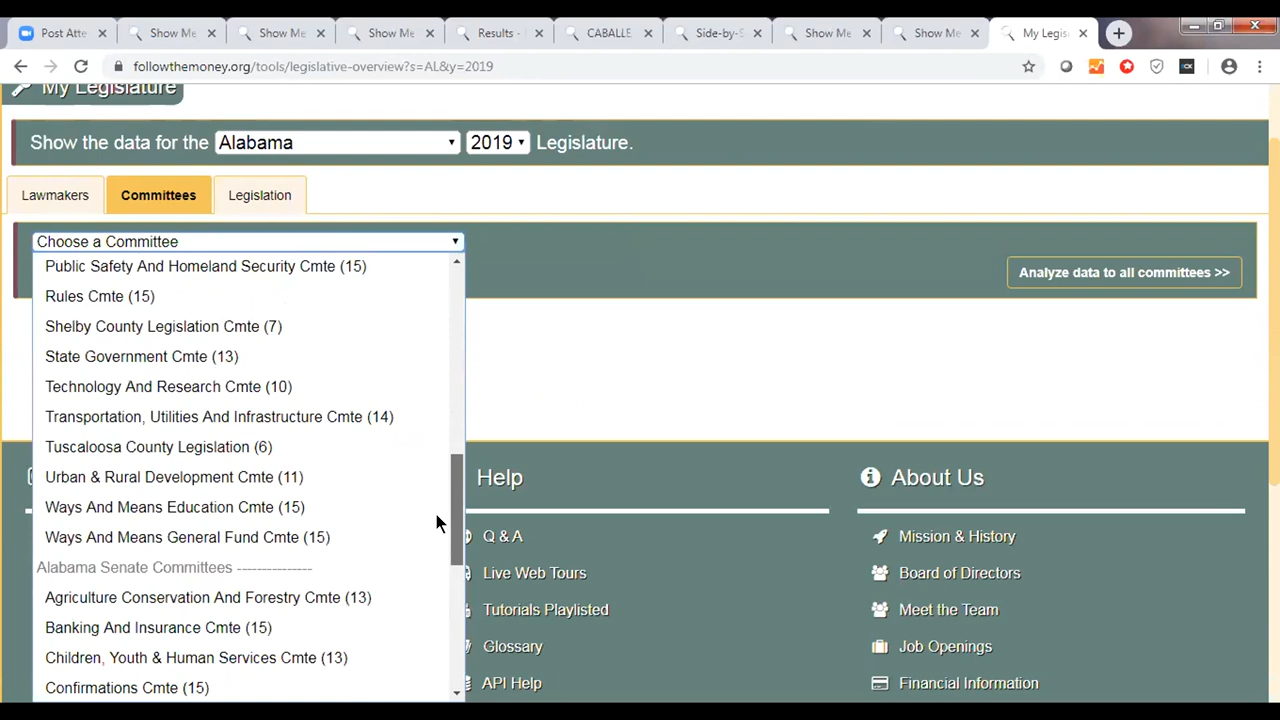 Post Atte
Show Me
Show Me
Show Me
Results -
CABALLE
Side-by-S
Show Me
Show Me
My Legis
followthemoney.org/tools/legislative-overview?s=AL&y=2019
My Legislature
Show the data for the Alabama 2019 Legislature.
Lawmakers Committees Legislation
Choose a Committee
Analyze data to all committees >>
Public Safety And Homeland Security Cmte (15)
Rules Cmte (15)
Shelby County Legislation Cmte (7)
State Government Cmte (13)
Technology And Research Cmte (10)
Transportation, Utilities And Infrastructure Cmte (14)
Tuscaloosa County Legislation (6)
Urban & Rural Development Cmte (11)
Ways And Means Education Cmte (15)
Ways And Means General Fund Cmte (15)
Alabama Senate Committees ---------------
Agriculture Conservation And Forestry Cmte (13)
Banking And Insurance Cmte (15)
Children, Youth & Human Services Cmte (13)
Confirmations Cmte (15)
Help
Q & A
Live Web Tours
Tutorials Playlisted
Glossary
API Help
About Us
Mission & History
Board of Directors
Meet the Team
Job Openings
Financial Information